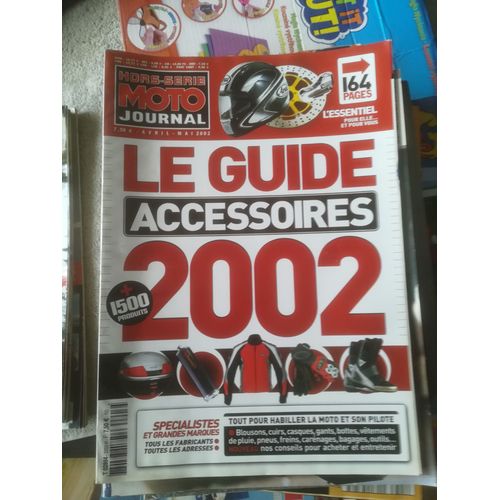 HORS-SERIE
MOTO
JOURNAL
7,50 € / AVRIL - MAI 2002
164
PAGES
L'ESSENTIEL
POUR ELLE...
ET POUR VOUS
LE GUIDE
ACCESSOIRES
2002
+
1500
PRODUITS
SPECIALISTES
ET GRANDES MARQUES
TOUS LES FABRICANTS
TOUTES LES ADRESSES
TOUT POUR HABILLER LA MOTO ET SON PILOTE
Blousons, cuirs, casques, gants, bottes, vêtements
de pluie, pneus, freins, carénages, bagages, outils...
NOUVEAU nos conseils pour acheter et entretenir